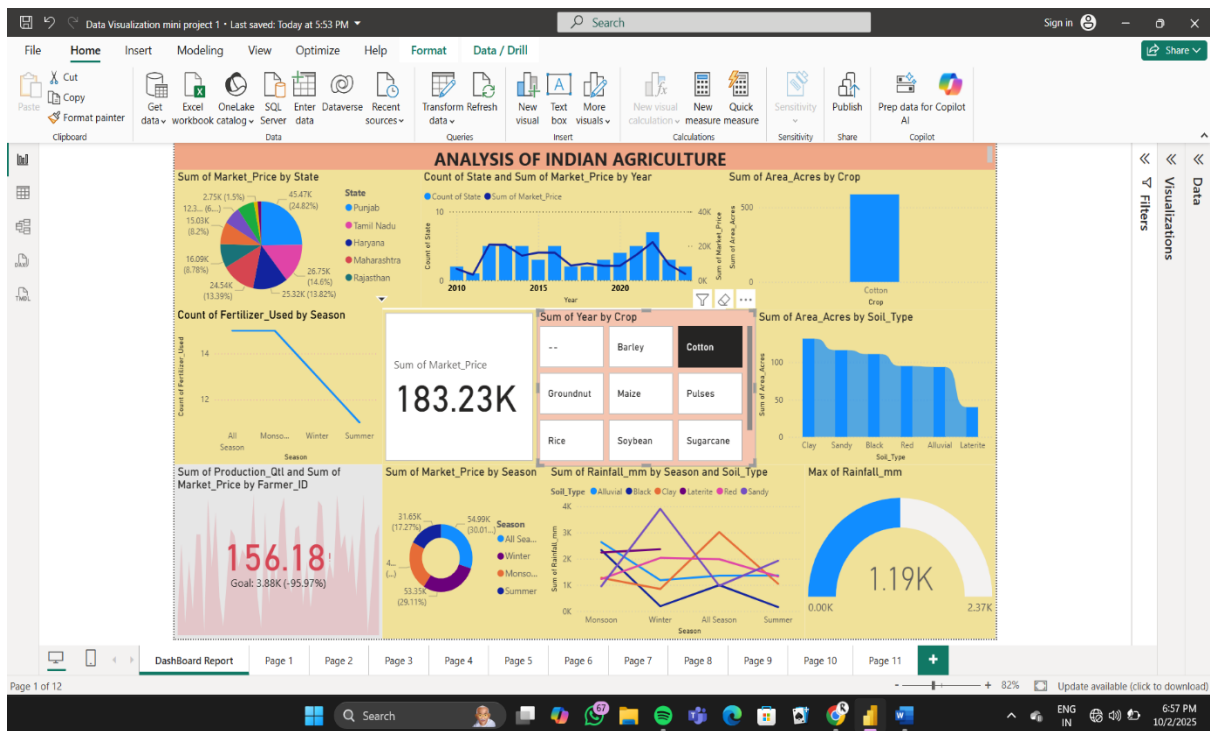 Data Visualization mini project 1 • Last saved: Today at 5:53 PM
Search
Sign in
File Home Insert Modeling View Optimize Help Format Data / Drill
Share
Paste
Cut
Copy
Format painter
Clipboard
Get data
Excel workbook
OneLake catalog
SQL Server
Enter data
Dataverse
Recent sources
Data
Transform data
Refresh
Queries
New visual
Text box
More visuals
Insert
New visual calculation
New measure
Quick measure
Calculations
Sensitivity
Sensitivity
Publish
Share
Prep data for Copilot AI
Copilot
TMDL
ANALYSIS OF INDIAN AGRICULTURE
Sum of Market_Price by State
2.75K (1.5%)
12.3... (6....)
15.03K (8.2%)
16.09K (8.78%)
24.54K (13.39%)
25.32K (13.82%)
26.75K (14.6%)
45.47K (24.82%)
State
Punjab
Tamil Nadu
Haryana
Maharashtra
Rajasthan
Count of State and Sum of Market_Price by Year
Count of State Sum of Market_Price
Count of State
10
0
2010 2015 2020
Year
40K
20K
0K
Sum of Market_Price
Sum of Area_Acres by Crop
Sum of Area_Acres
500
0
Cotton
Crop
Count of Fertilizer_Used by Season
Count of Fertilizer_Used
14
12
All Season Monso... Winter Summer
Season
Sum of Market_Price
183.23K
Sum of Year by Crop
-- Barley Cotton
Groundnut Maize Pulses
Rice Soybean Sugarcane
Sum of Area_Acres by Soil_Type
Sum of Area_Acres
100
50
0
Clay Sandy Black Red Alluvial Laterite
Soil_Type
Sum of Production_Qtl and Sum of
Market_Price by Farmer_ID
156.18
Goal: 3.88K (-95.97%)
Sum of Market_Price by Season
31.65K (17.27%)
54.99K (30.01...)
4... (...)
53.35K (29.11%)
Season
All Sea...
Winter
Monso...
Summer
Sum of Rainfall_mm by Season and Soil_Type
Soil_Type Alluvial Black Clay Laterite Red Sandy
Sum of Rainfall_mm
4K
3K
2K
1K
0K
Monsoon Winter All Season Summer
Season
Max of Rainfall_mm
1.19K
0.00K 2.37K
Filters
Visualizations
Data
DashBoard Report Page 1 Page 2 Page 3 Page 4 Page 5 Page 6 Page 7 Page 8 Page 9 Page 10 Page 11
Page 1 of 12
82%
Update available (click to download)
Search
67
ENG
IN
6:57 PM
10/2/2025